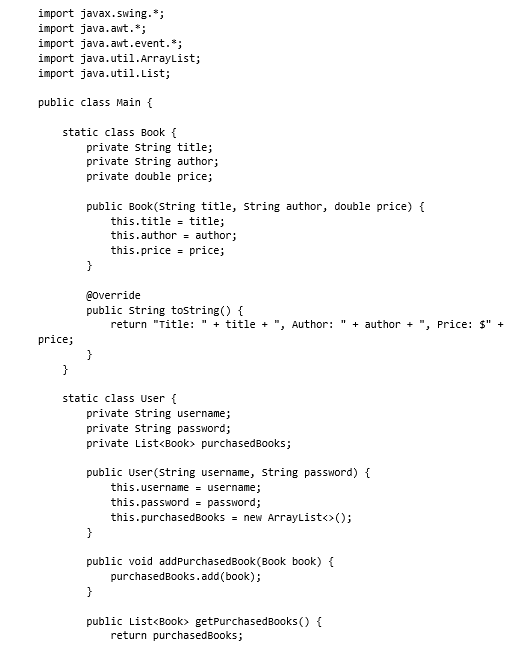 import javax.swing.*;
import java.awt.*;
import java.awt.event.*;
import java.util.ArrayList;
import java.util.List;

public class Main {

    static class Book {
        private String title;
        private String author;
        private double price;

        public Book(String title, String author, double price) {
            this.title = title;
            this.author = author;
            this.price = price;
        }

        @Override
        public String toString() {
            return "Title: " + title + ", Author: " + author + ", Price: $" +
price;
        }
    }

    static class User {
        private String username;
        private String password;
        private List<Book> purchasedBooks;

        public User(String username, String password) {
            this.username = username;
            this.password = password;
            this.purchasedBooks = new ArrayList<>();
        }

        public void addPurchasedBook(Book book) {
            purchasedBooks.add(book);
        }

        public List<Book> getPurchasedBooks() {
            return purchasedBooks;